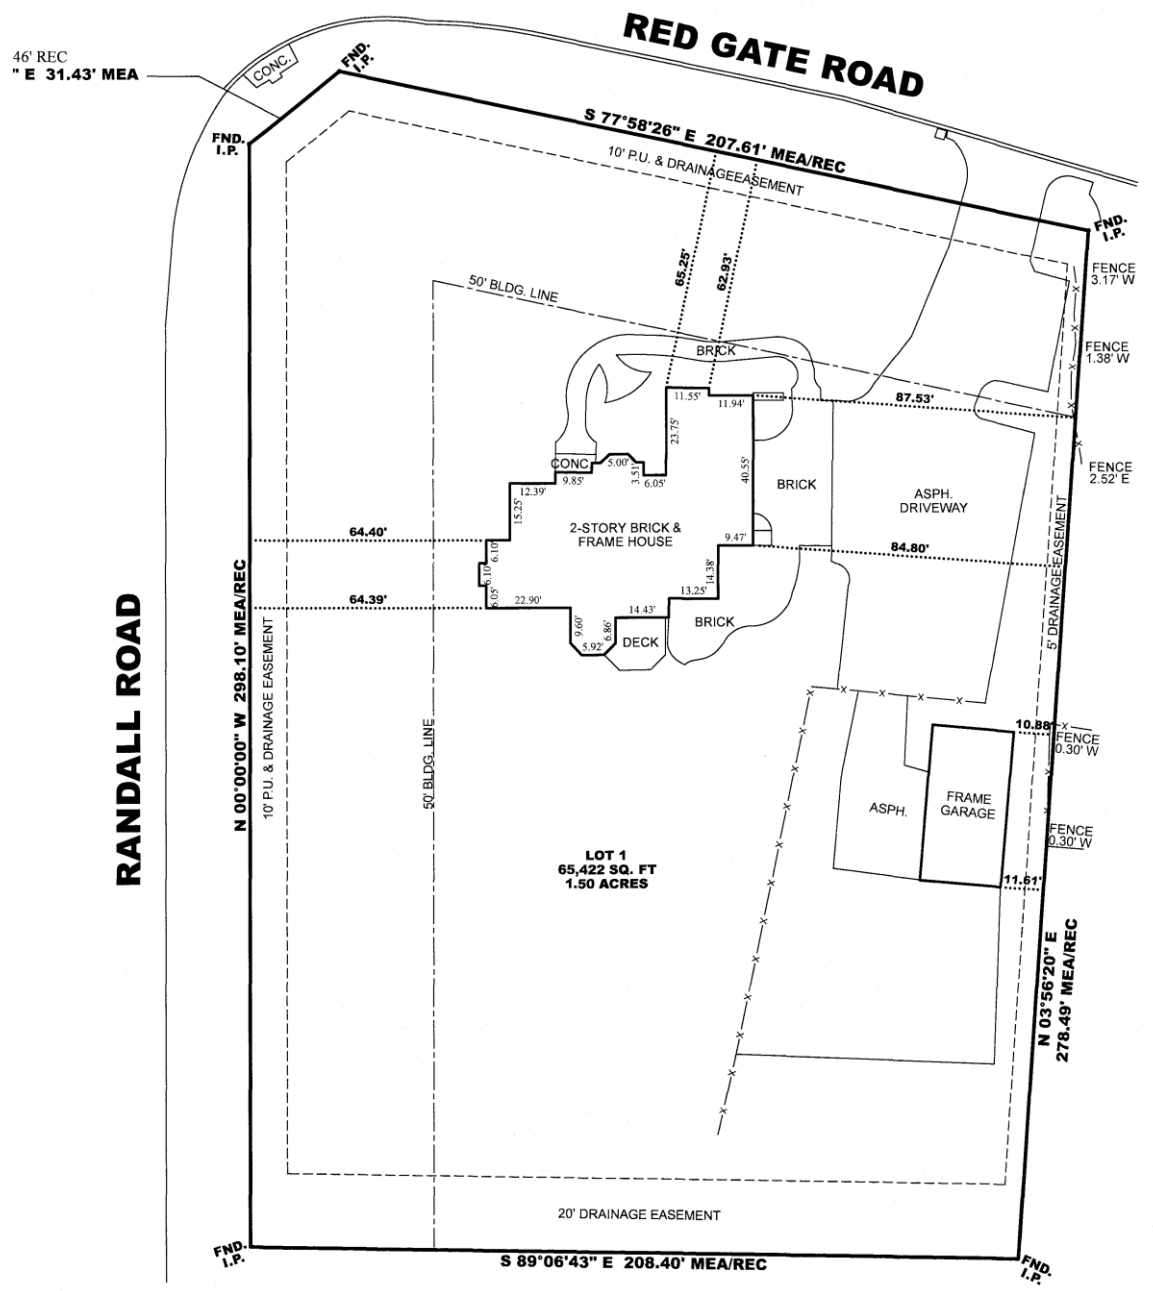 RED GATE ROAD
46' REC
" E 31.43' MEA
CONC.
FND.
I.P.
FND.
I.P.
S 77°58'26" E 207.61' MEA/REC
10' P.U. & DRAINAGE EASEMENT
FND.
I.P.
65.25'
62.93'
50' BLDG. LINE
FENCE
3.17' W
FENCE
1.38' W
BRICK
11.55'
11.94'
87.53'
23.75'
40.55'
CONC.
5.00'
3.51'
6.05'
9.85'
12.39'
15.25'
BRICK
ASPH.
DRIVEWAY
FENCE
2.52' E
2-STORY BRICK &
FRAME HOUSE
64.40'
6.10'
6.10'
6.05'
9.47'
84.80'
14.38'
13.25'
64.39'
22.90'
14.43'
9.60'
6.86'
5.92'
DECK
BRICK
5' DRAINAGE EASEMENT
RANDALL ROAD
N 00°00'00" W 298.10' MEA/REC
10' P.U. & DRAINAGE EASEMENT
50' BLDG. LINE
10.88'
FENCE
0.30' W
ASPH.
FRAME
GARAGE
FENCE
0.30' W
11.61'
LOT 1
65,422 SQ. FT
1.50 ACRES
N 03°56'20" E
278.49' MEA/REC
20' DRAINAGE EASEMENT
FND.
I.P.
S 89°06'43" E 208.40' MEA/REC
FND.
I.P.